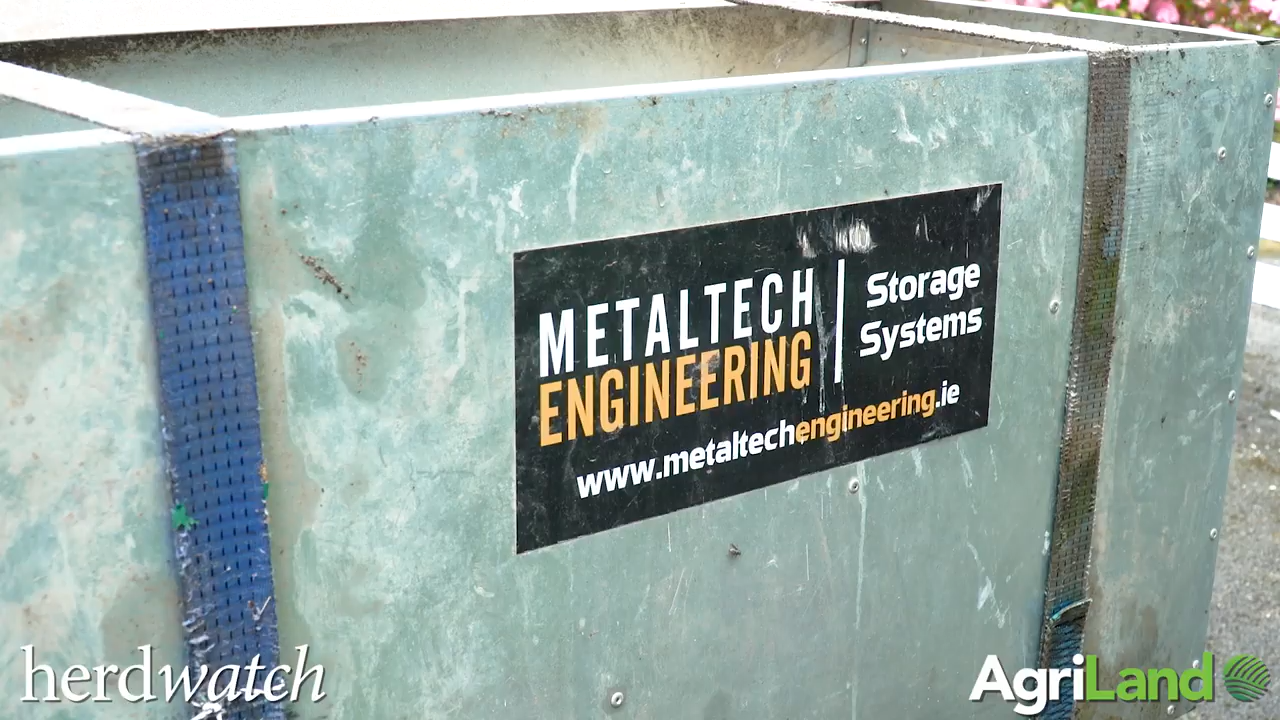 METALTECH
ENGINEERING
Storage
Systems
www.metaltechengineering.ie
herdwatch
AgriLand